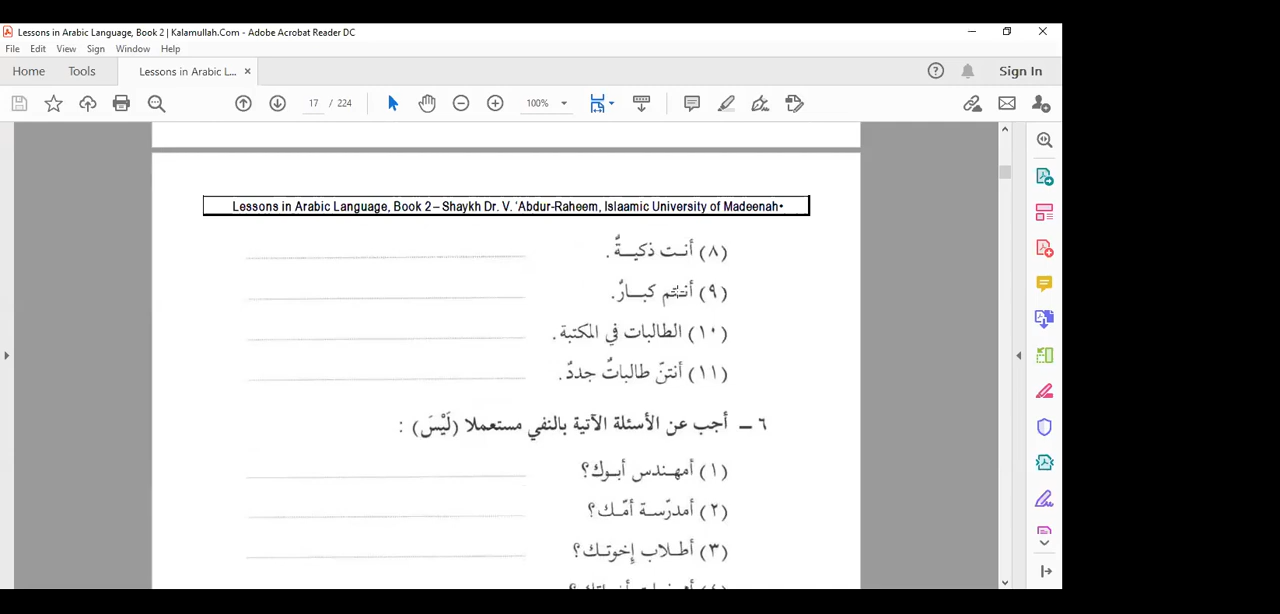 Lessons in Arabic Language, Book 2 | Kalamullah.Com - Adobe Acrobat Reader DC
File Edit View Sign Window Help
Home Tools Lessons in Arabic L... × Sign In
17 / 224 100%
Lessons in Arabic Language, Book 2 – Shaykh Dr. V. ‘Abdur-Raheem, Islaamic University of Madeenah•
(٨) أنت ذكيـةٌ .
(٩) أنتم كبـارٌ.
(١٠) الطالبات في المكتبة .
(١١) أنتنّ طالباتٌ جددٌ.
٦ ــ أجب عن الأسئلة الآتية بالنفي مستعملا (لَيْسَ) :
(١) أمهندس أبوك؟
(٢) أمدرّسة أمّك؟
(٣) أطلاب إخوتك؟